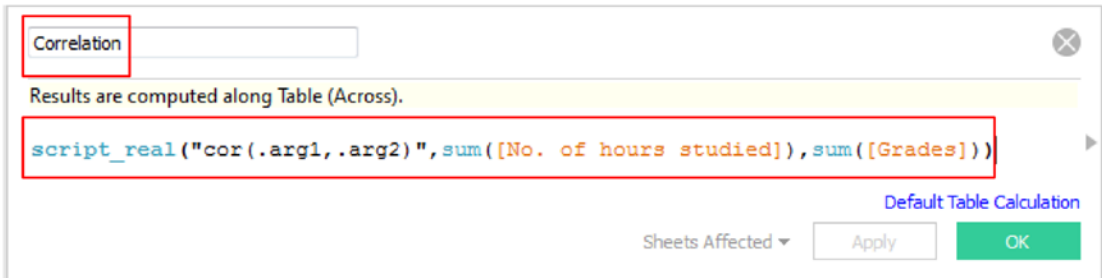 Correlation
Results are computed along Table (Across).
script_real("cor(.arg1,.arg2)",sum([No. of hours studied]),sum([Grades]))
Default Table Calculation
Sheets Affected Apply OK